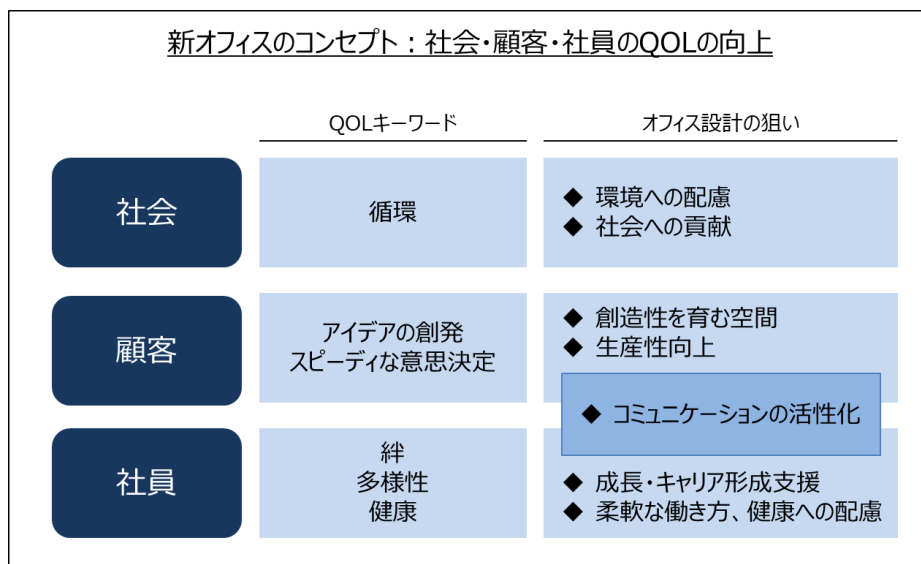 新オフィスのコンセプト：社会・顧客・社員のQOLの向上
QOLキーワード
オフィス設計の狙い
社会
循環
◆ 環境への配慮
◆ 社会への貢献
顧客
アイデアの創発
スピーディな意思決定
◆ 創造性を育む空間
◆ 生産性向上
◆ コミュニケーションの活性化
社員
絆
多様性
健康
◆ 成長・キャリア形成支援
◆ 柔軟な働き方、健康への配慮